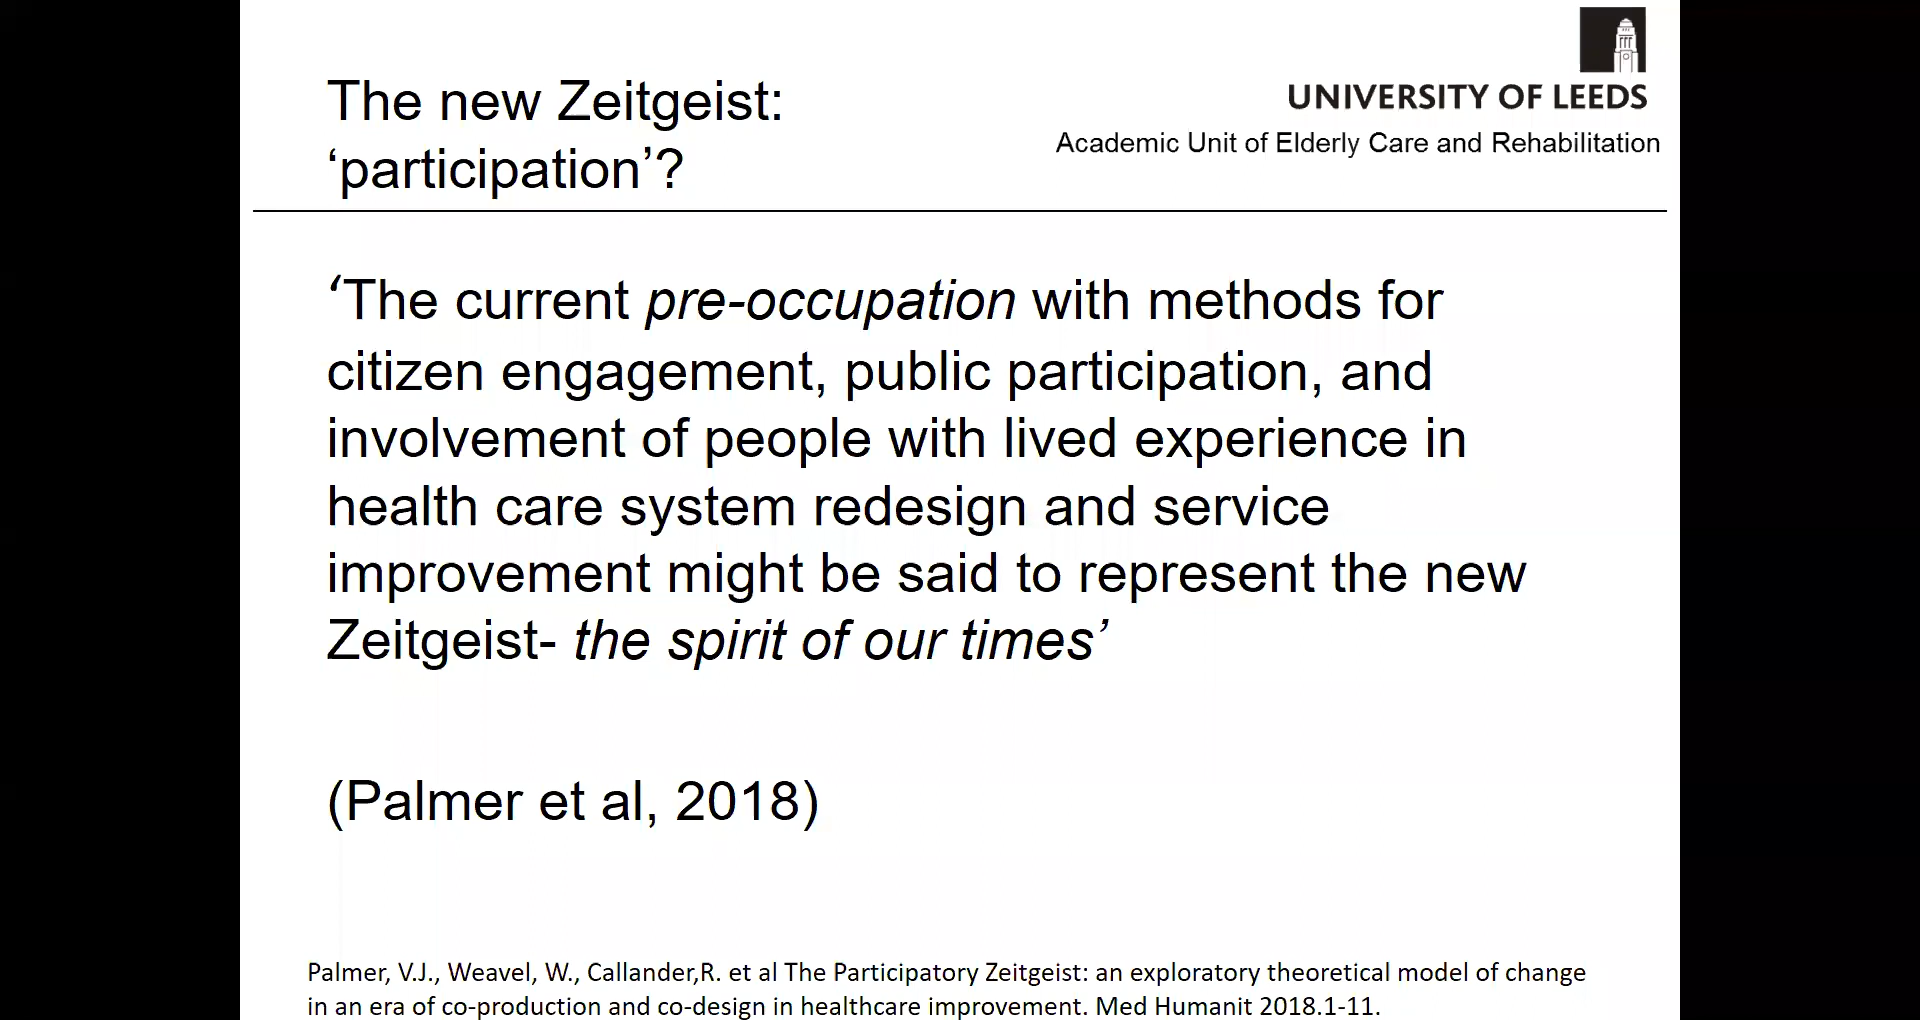 The new Zeitgeist:
‘participation’?
UNIVERSITY OF LEEDS
Academic Unit of Elderly Care and Rehabilitation
‘The current pre-occupation with methods for
citizen engagement, public participation, and
involvement of people with lived experience in
health care system redesign and service
improvement might be said to represent the new
Zeitgeist- the spirit of our times’
(Palmer et al, 2018)
Palmer, V.J., Weavel, W., Callander,R. et al The Participatory Zeitgeist: an exploratory theoretical model of change
in an era of co-production and co-design in healthcare improvement. Med Humanit 2018.1-11.